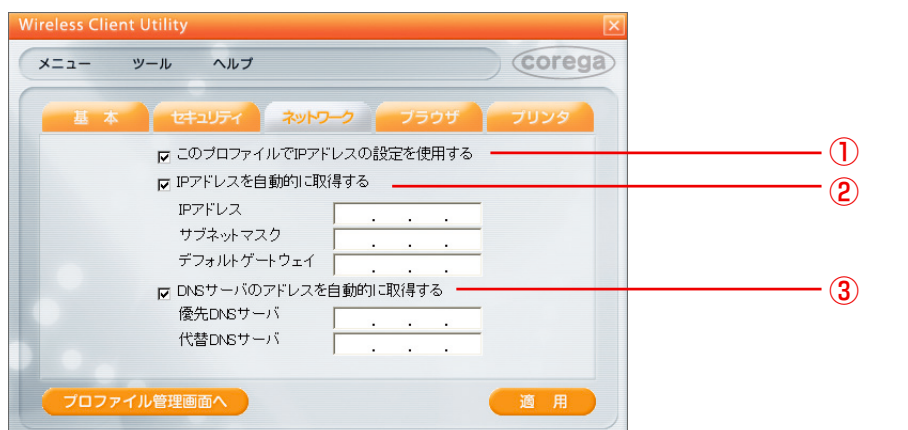 Wireless Client Utility
メニュー ツール ヘルプ corega
基 本 セキュリティ ネットワーク ブラウザ プリンタ
このプロファイルでIPアドレスの設定を使用する ①
IPアドレスを自動的に取得する ②
IPアドレス . . .
サブネットマスク . . .
デフォルトゲートウェイ . . .
DNSサーバのアドレスを自動的に取得する ③
優先DNSサーバ . . .
代替DNSサーバ . . .
プロファイル管理画面へ 適 用